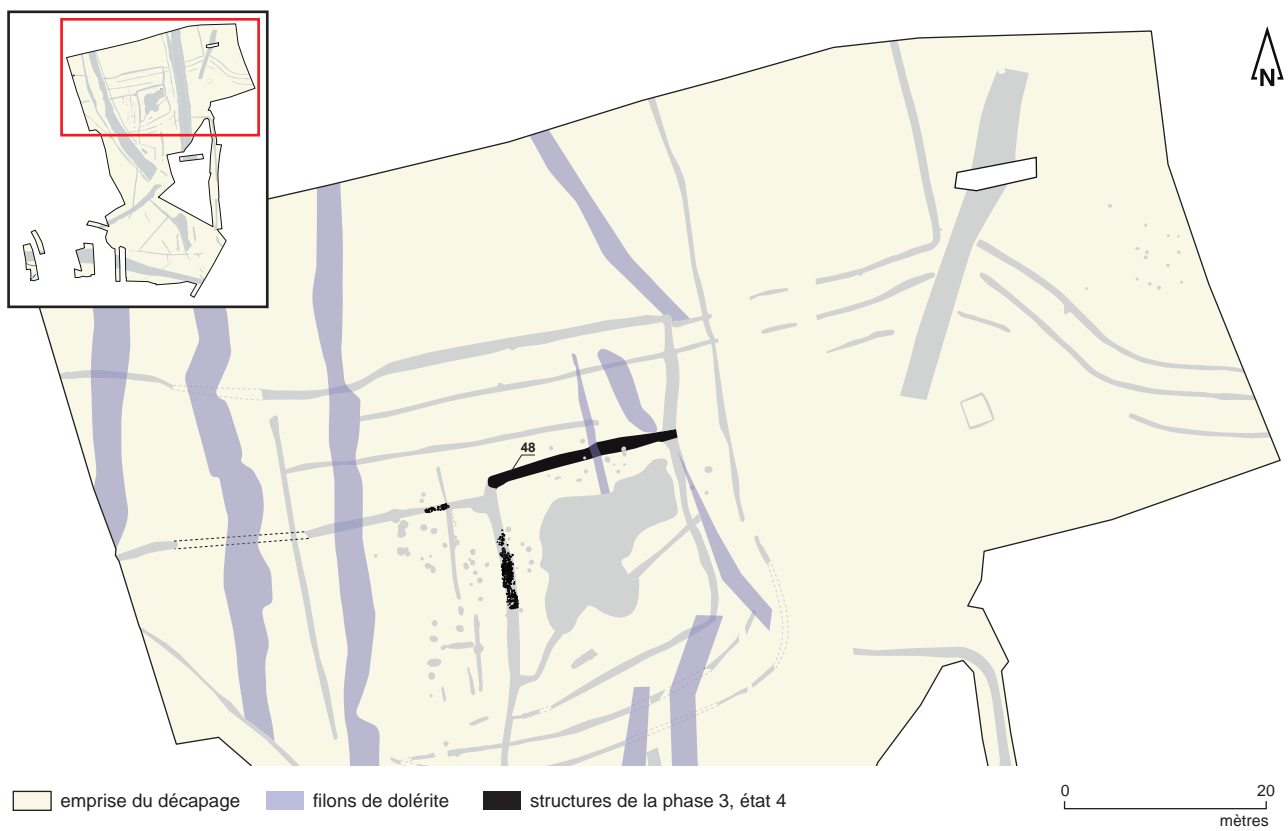 N
48
emprise du décapage
filons de dolérite
structures de la phase 3, état 4
0 20
mètres